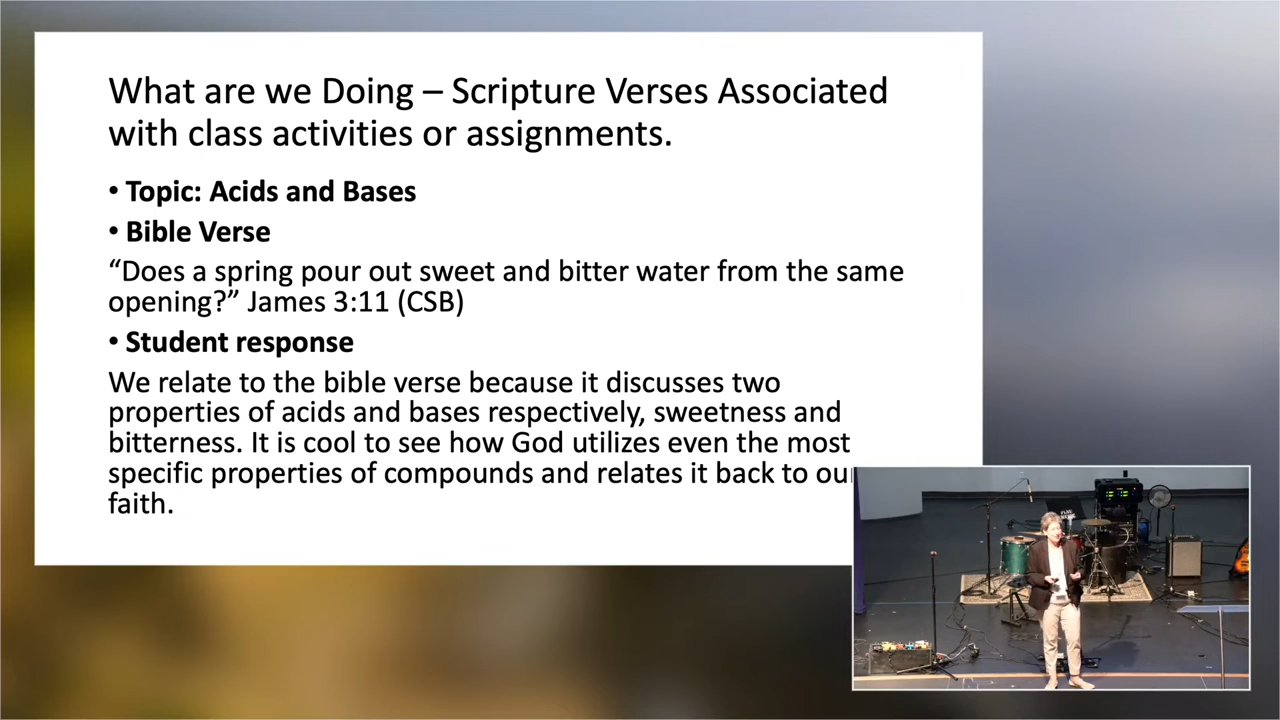 What are we Doing – Scripture Verses Associated
with class activities or assignments.
• Topic: Acids and Bases
• Bible Verse
“Does a spring pour out sweet and bitter water from the same
opening?” James 3:11 (CSB)
• Student response
We relate to the bible verse because it discusses two
properties of acids and bases respectively, sweetness and
bitterness. It is cool to see how God utilizes even the most
specific properties of compounds and relates it back to our
faith.